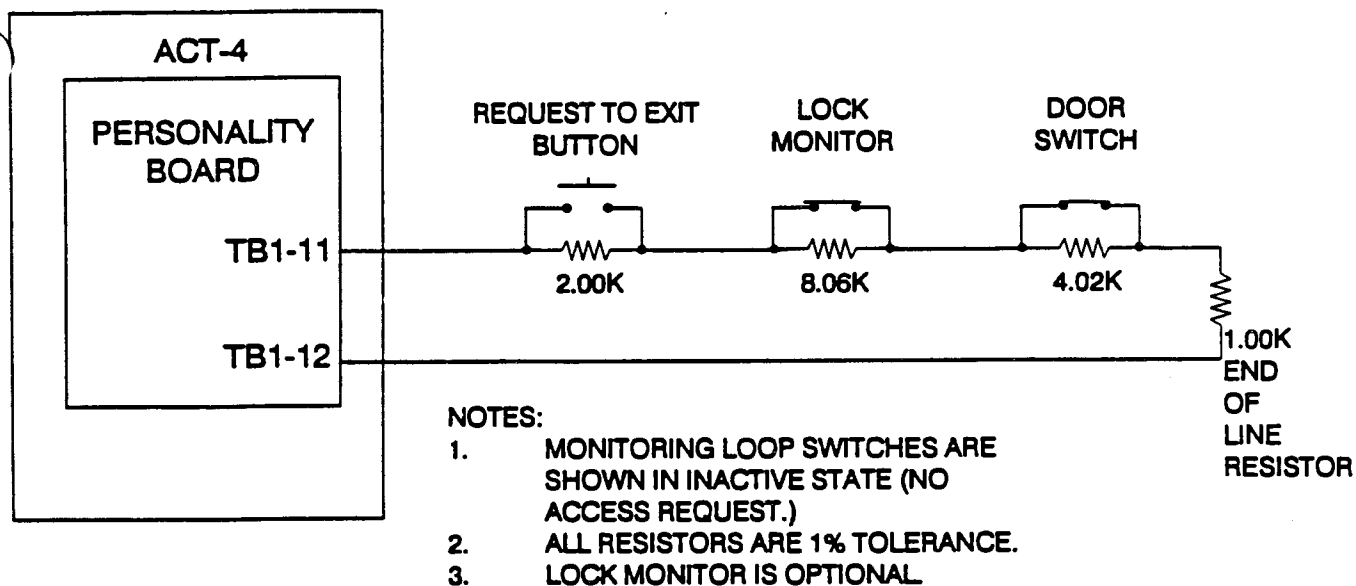 ACT-4
PERSONALITY
BOARD
TB1-11
TB1-12
REQUEST TO EXIT
BUTTON
2.00K
LOCK
MONITOR
8.06K
DOOR
SWITCH
4.02K
1.00K
END
OF
LINE
RESISTOR
NOTES:
1. MONITORING LOOP SWITCHES ARE
SHOWN IN INACTIVE STATE (NO
ACCESS REQUEST.)
2. ALL RESISTORS ARE 1% TOLERANCE.
3. LOCK MONITOR IS OPTIONAL